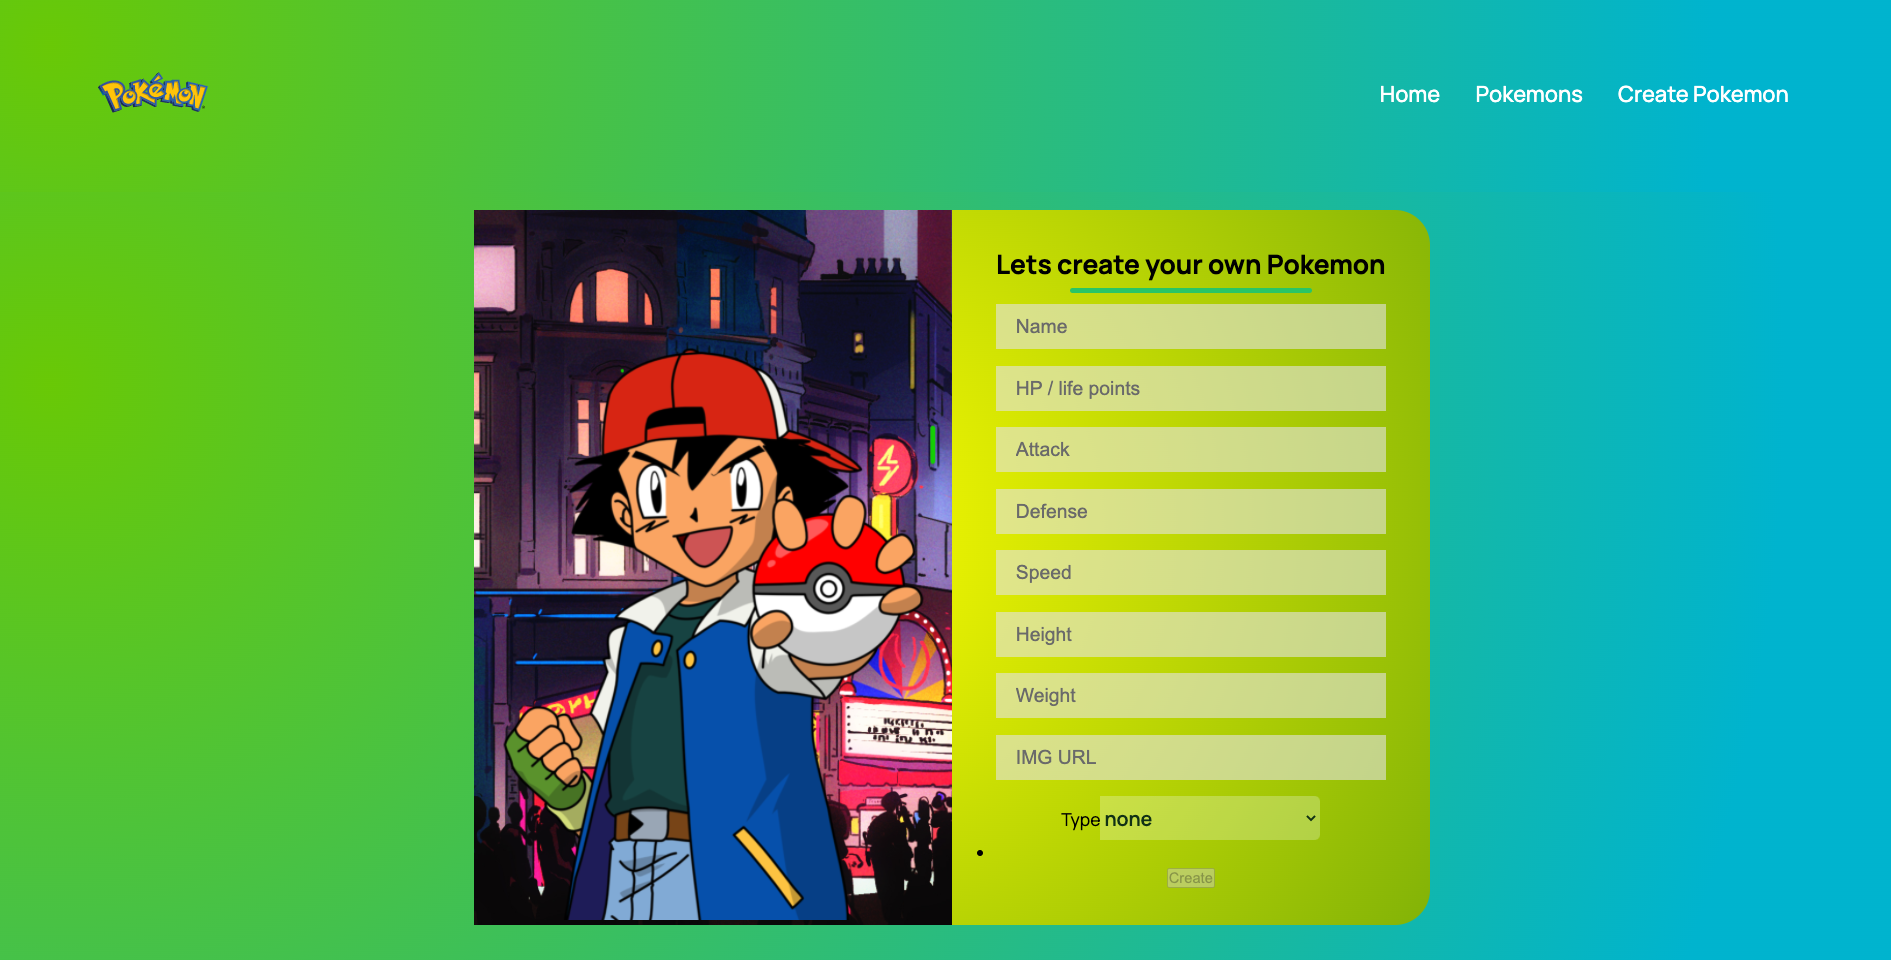 Pokémon
Home
Pokemons
Create Pokemon
Lets create your own Pokemon
Name
HP / life points
Attack
Defense
Speed
Height
Weight
IMG URL
Type none
Create